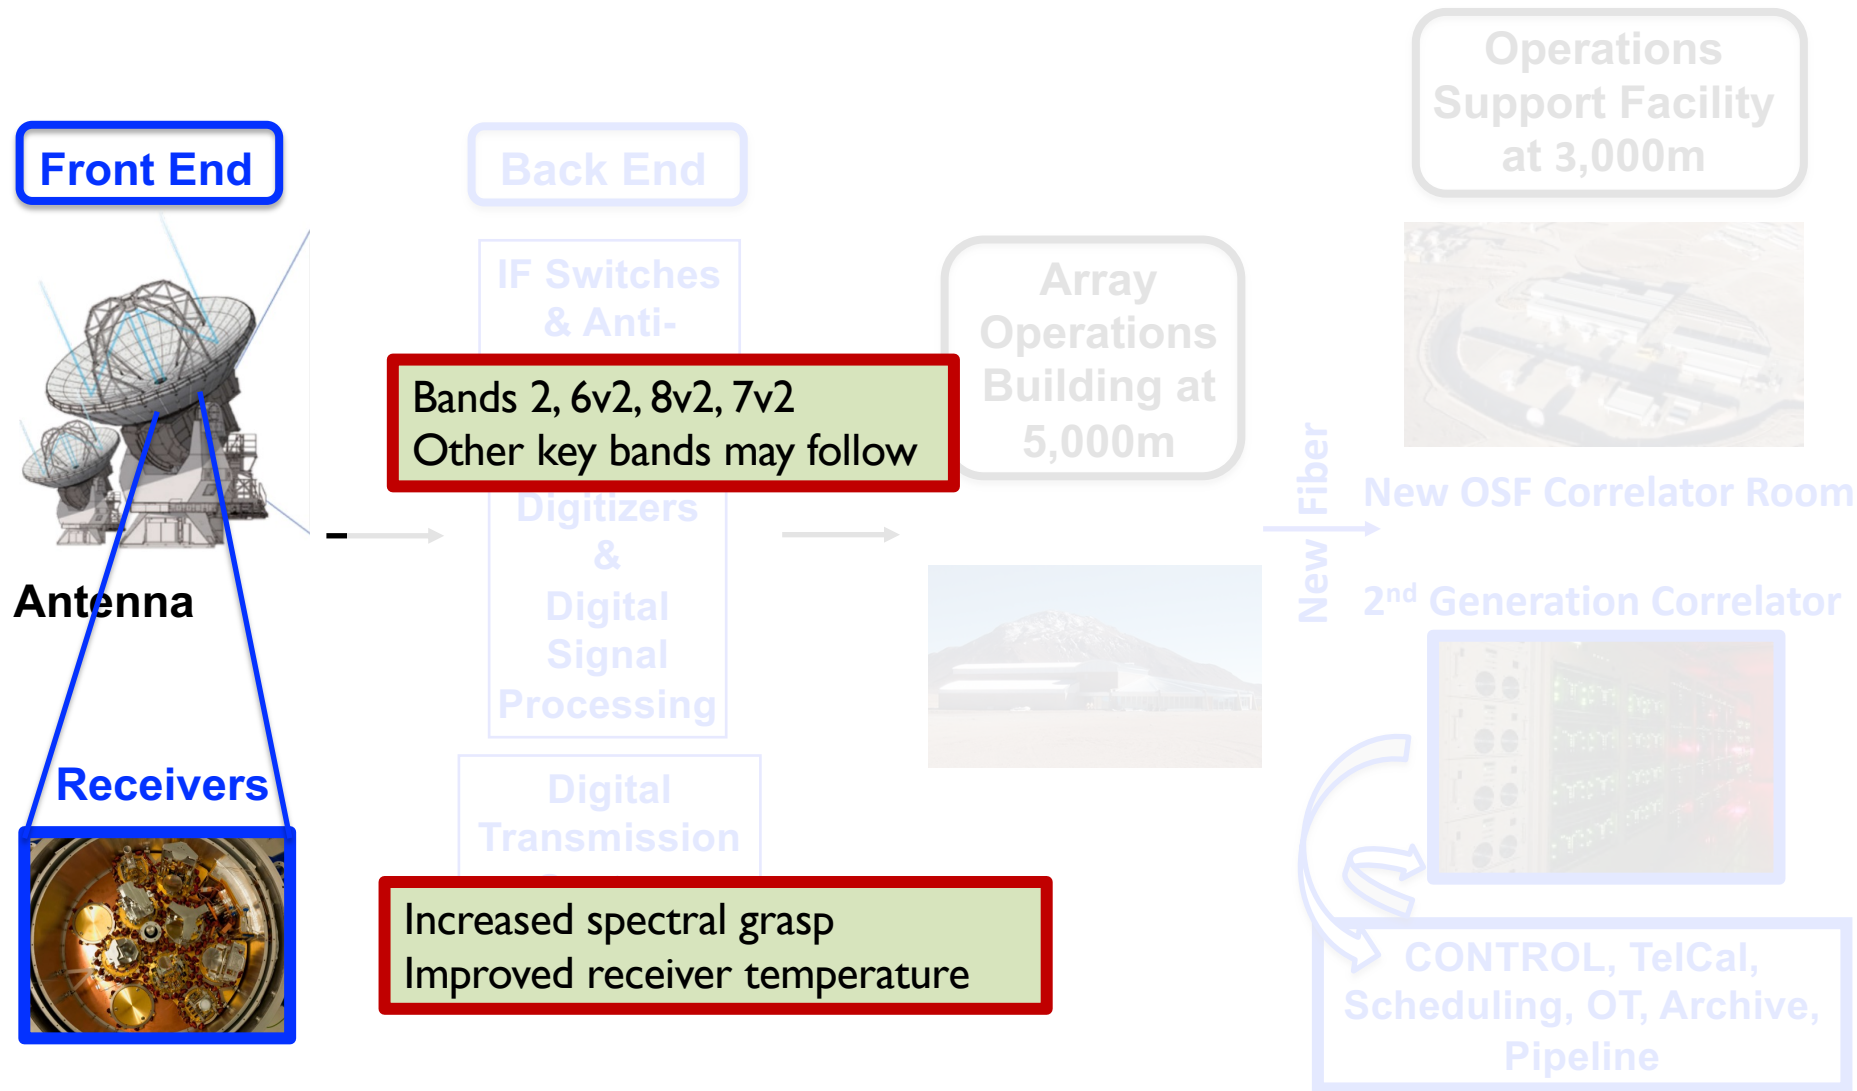 Front End
Antenna
Receivers
Back End
IF Switches
& Anti-
Bands 2, 6v2, 8v2, 7v2
Other key bands may follow
Digitizers
&
Digital
Signal
Processing
Digital
Transmission
Increased spectral grasp
Improved receiver temperature
Array
Operations
Building at
5,000m
New Fiber
Operations
Support Facility
at 3,000m
New OSF Correlator Room
2nd Generation Correlator
CONTROL, TelCal,
Scheduling, OT, Archive,
Pipeline